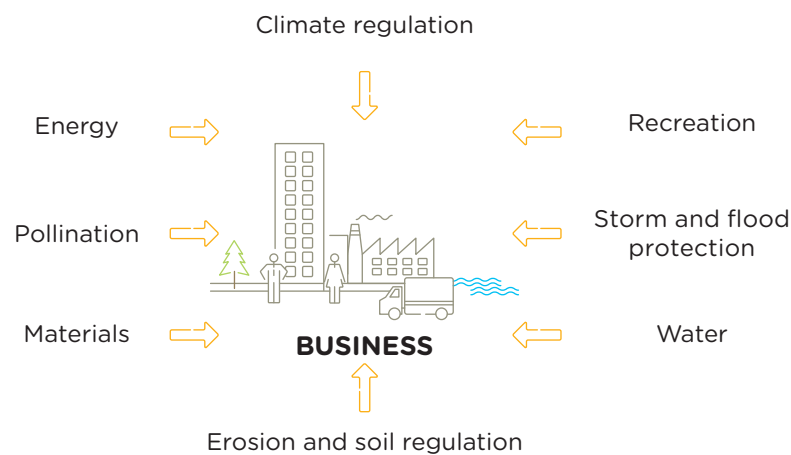 Climate regulation
Energy
Recreation
Pollination
Storm and flood
protection
Materials
Water
BUSINESS
Erosion and soil regulation